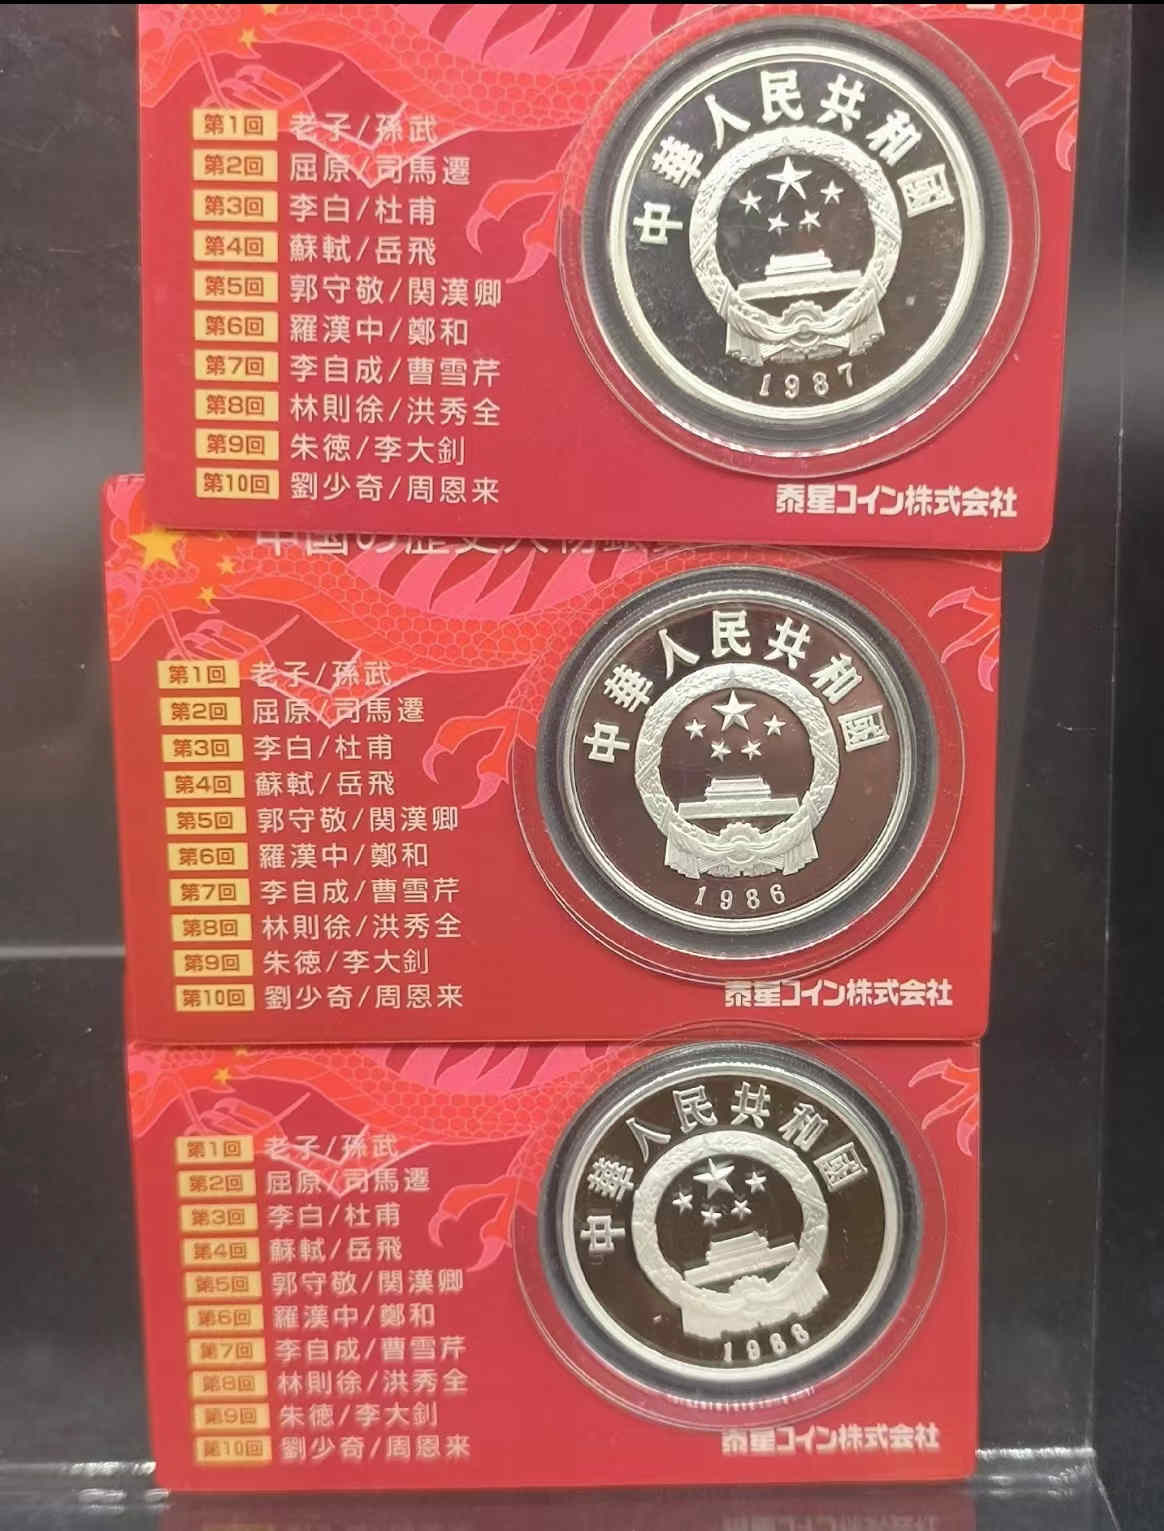 中華人民共和國
1987
第1回 老子/孫武
第2回 屈原/司馬遷
第3回 李白/杜甫
第4回 蘇軾/岳飛
第5回 郭守敬/関漢卿
第6回 羅漢中/鄭和
第7回 李自成/曹雪芹
第8回 林則徐/洪秀全
第9回 朱徳/李大釗
第10回 劉少奇/周恩来
泰星コイン株式会社
中国の歴史人物銀
中華人民共和國
1986
第1回 老子/孫武
第2回 屈原/司馬遷
第3回 李白/杜甫
第4回 蘇軾/岳飛
第5回 郭守敬/関漢卿
第6回 羅漢中/鄭和
第7回 李自成/曹雪芹
第8回 林則徐/洪秀全
第9回 朱徳/李大釗
第10回 劉少奇/周恩来
泰星コイン株式会社
中華人民共和國
1988
第1回 老子/孫武
第2回 屈原/司馬遷
第3回 李白/杜甫
第4回 蘇軾/岳飛
第5回 郭守敬/関漢卿
第6回 羅漢中/鄭和
第7回 李自成/曹雪芹
第8回 林則徐/洪秀全
第9回 朱徳/李大釗
第10回 劉少奇/周恩来
泰星コイン株式会社